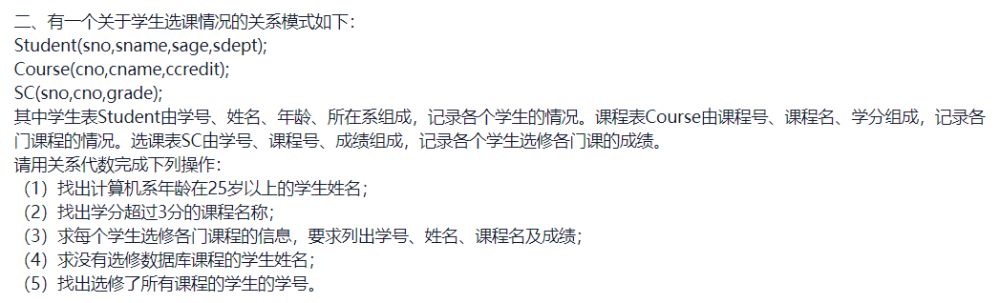 二、有一个关于学生选课情况的关系模式如下：
Student(sno,sname,sage,sdept);
Course(cno,cname,ccredit);
SC(sno,cno,grade);
其中学生表Student由学号、姓名、年龄、所在系组成，记录各个学生的情况。课程表Course由课程号、课程名、学分组成，记录各
门课程的情况。选课表SC由学号、课程号、成绩组成，记录各个学生选修各门课的成绩。
请用关系代数完成下列操作：
（1）找出计算机系年龄在25岁以上的学生姓名；
（2）找出学分超过3分的课程名称；
（3）求每个学生选修各门课程的信息，要求列出学号、姓名、课程名及成绩；
（4）求没有选修数据库课程的学生姓名；
（5）找出选修了所有课程的学生的学号。